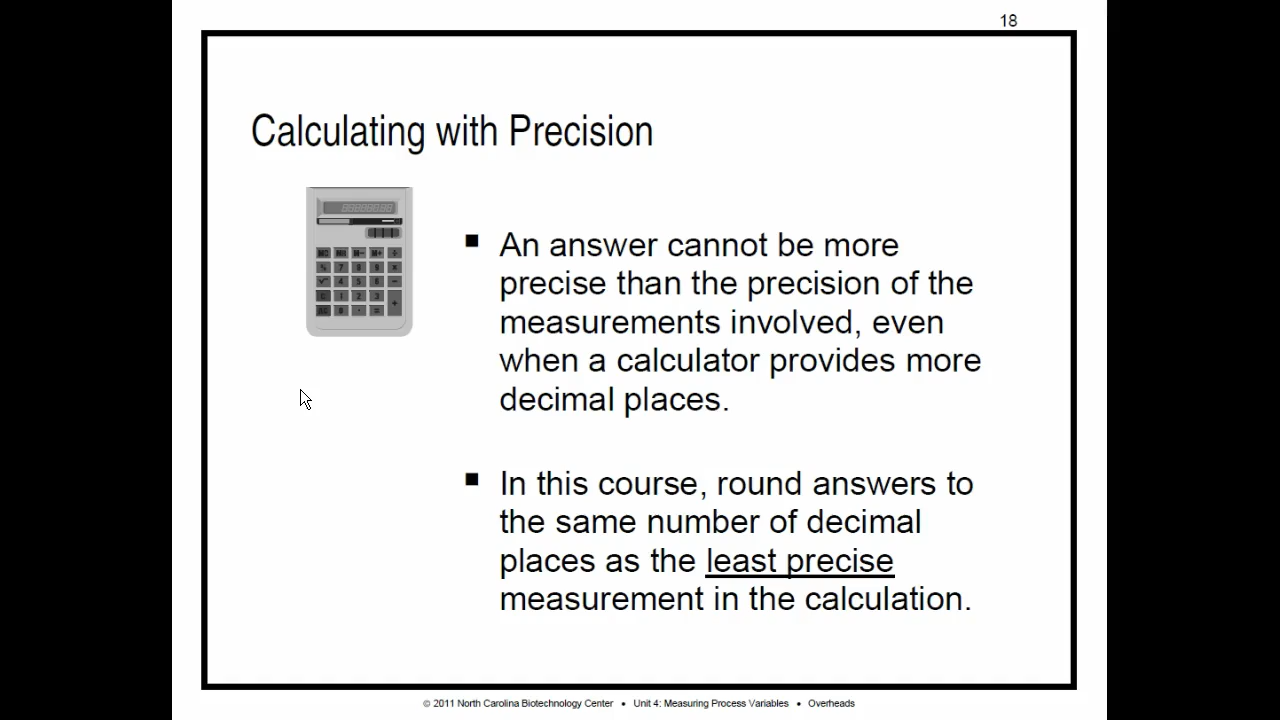 18
Calculating with Precision
■ An answer cannot be more
precise than the precision of the
measurements involved, even
when a calculator provides more
decimal places.
■ In this course, round answers to
the same number of decimal
places as the least precise
measurement in the calculation.
© 2011 North Carolina Biotechnology Center • Unit 4: Measuring Process Variables • Overheads